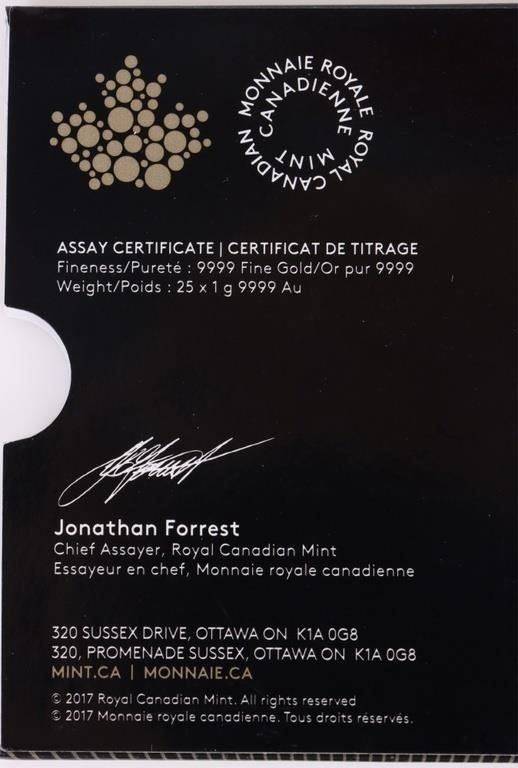 MONNAIE ROYALE CANADIENNE
ROYAL CANADIAN MINT
ASSAY CERTIFICATE | CERTIFICAT DE TITRAGE
Fineness/Pureté : 9999 Fine Gold/Or pur 9999
Weight/Poids : 25 x 1 g 9999 Au
Jonathan Forrest
Chief Assayer, Royal Canadian Mint
Essayeur en chef, Monnaie royale canadienne
320 SUSSEX DRIVE, OTTAWA ON K1A 0G8
320, PROMENADE SUSSEX, OTTAWA ON K1A 0G8
MINT.CA | MONNAIE.CA
© 2017 Royal Canadian Mint. All rights reserved
© 2017 Monnaie royale canadienne. Tous droits réservés.